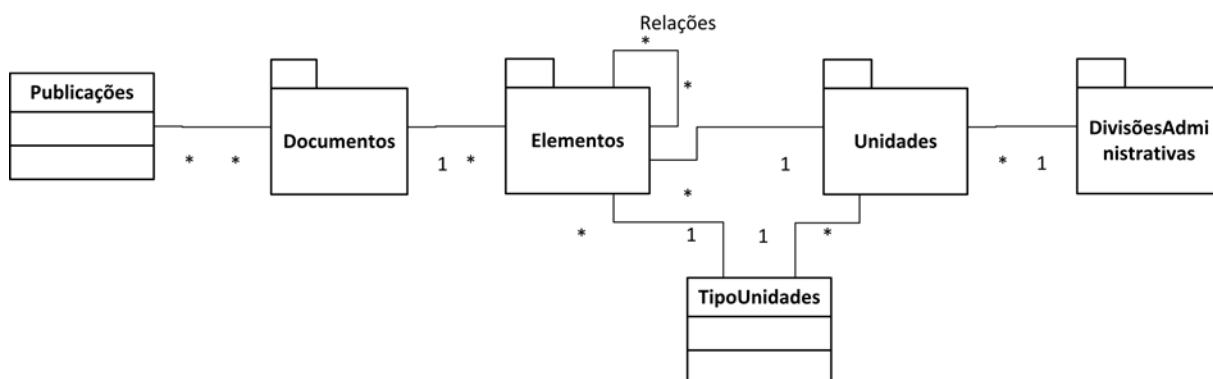 Relações
*
*
Publicações
Documentos
Elementos
Unidades
DivisõesAdmi
nistrativas
* *
1 *
1
* 1
*
* 1 1 *
TipoUnidades